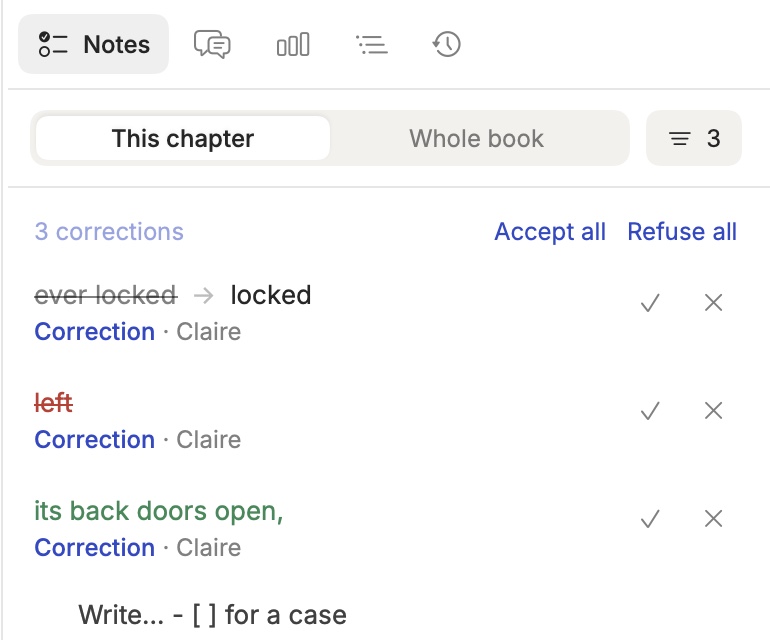 Notes
This chapter
Whole book
3
3 corrections
Accept all
Refuse all
ever locked → locked
Correction · Claire
left
Correction · Claire
its back doors open,
Correction · Claire
Write... - [ ] for a case